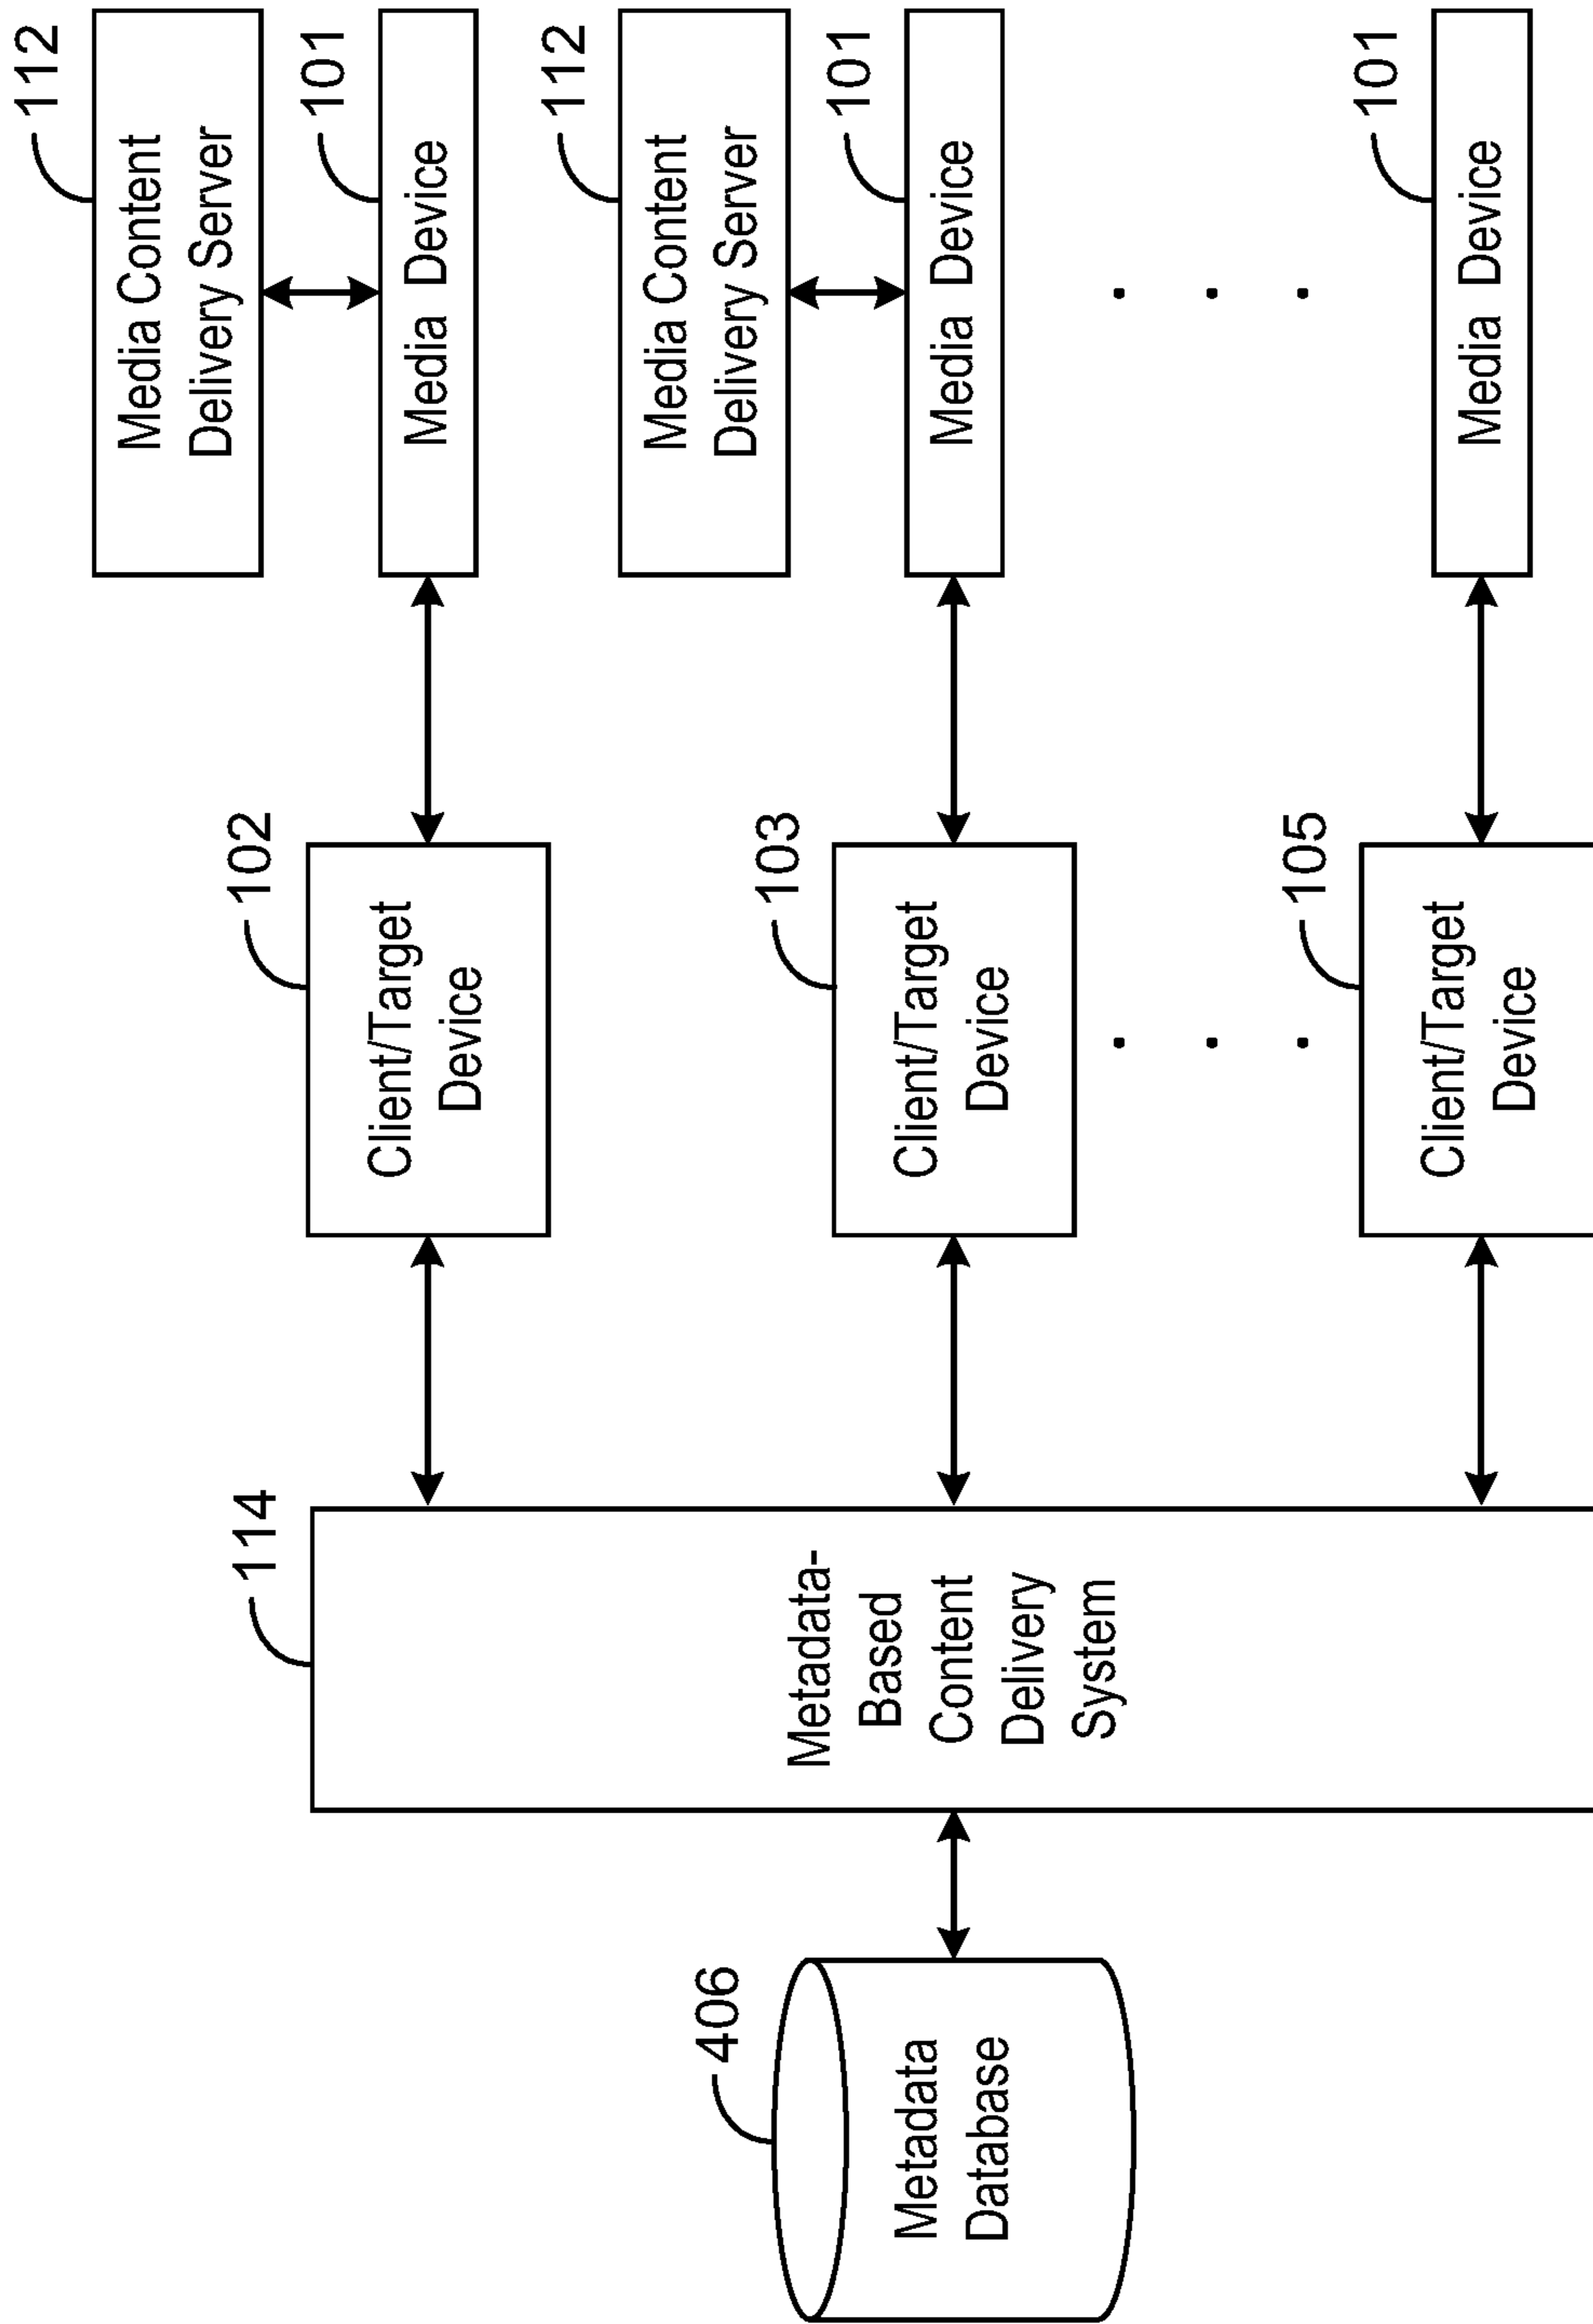 112
Media Content
Delivery Server
101
Media Device
102
Client/Target
Device
114
112
Media Content
Delivery Server
101
Media Device
103
Client/Target
Device
Metadata-
Based
Content
Delivery
System
406
Metadata
Database
. . .
. . .
101
Media Device
105
Client/Target
Device